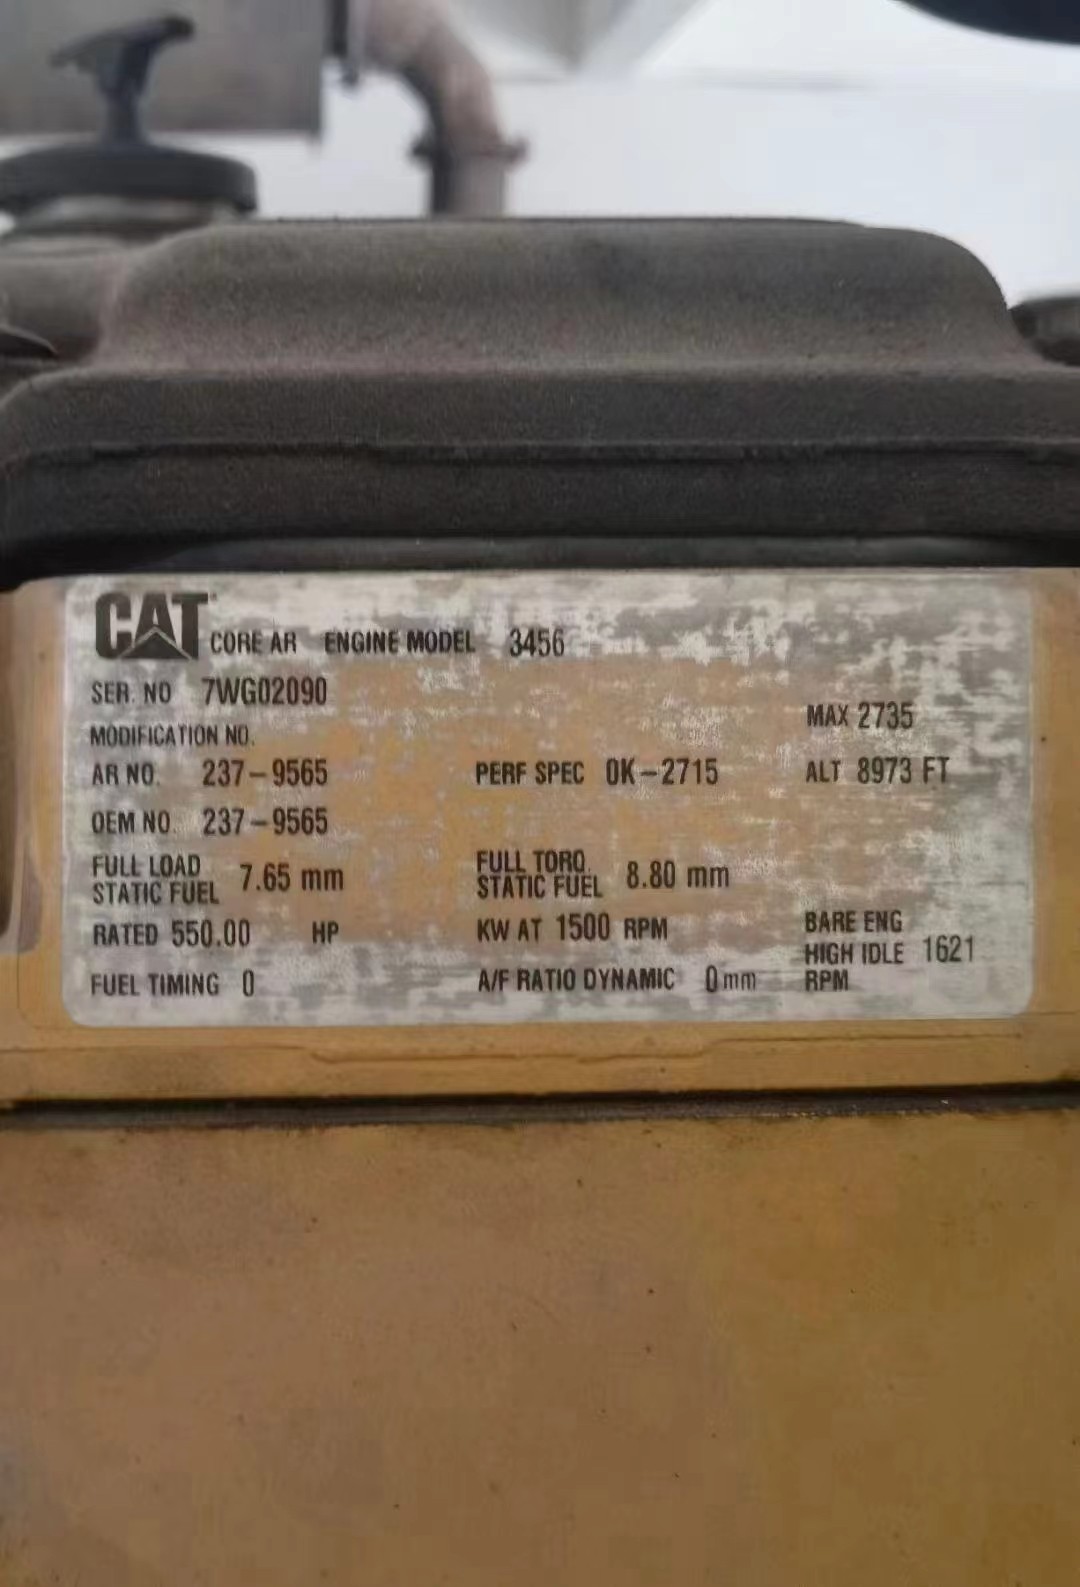 CAT CORE AR ENGINE MODEL 3456
SER. NO 7WG02090
MODIFICATION NO.
MAX 2735
AR NO. 237-9565 PERF SPEC 0K-2715 ALT 8973 FT
OEM NO. 237-9565
FULL LOAD STATIC FUEL 7.65 mm FULL TORQ. STATIC FUEL 8.80 mm
RATED 550.00 HP KW AT 1500 RPM BARE ENG
HIGH IDLE 1621
RPM
FUEL TIMING 0 A/F RATIO DYNAMIC 0 mm